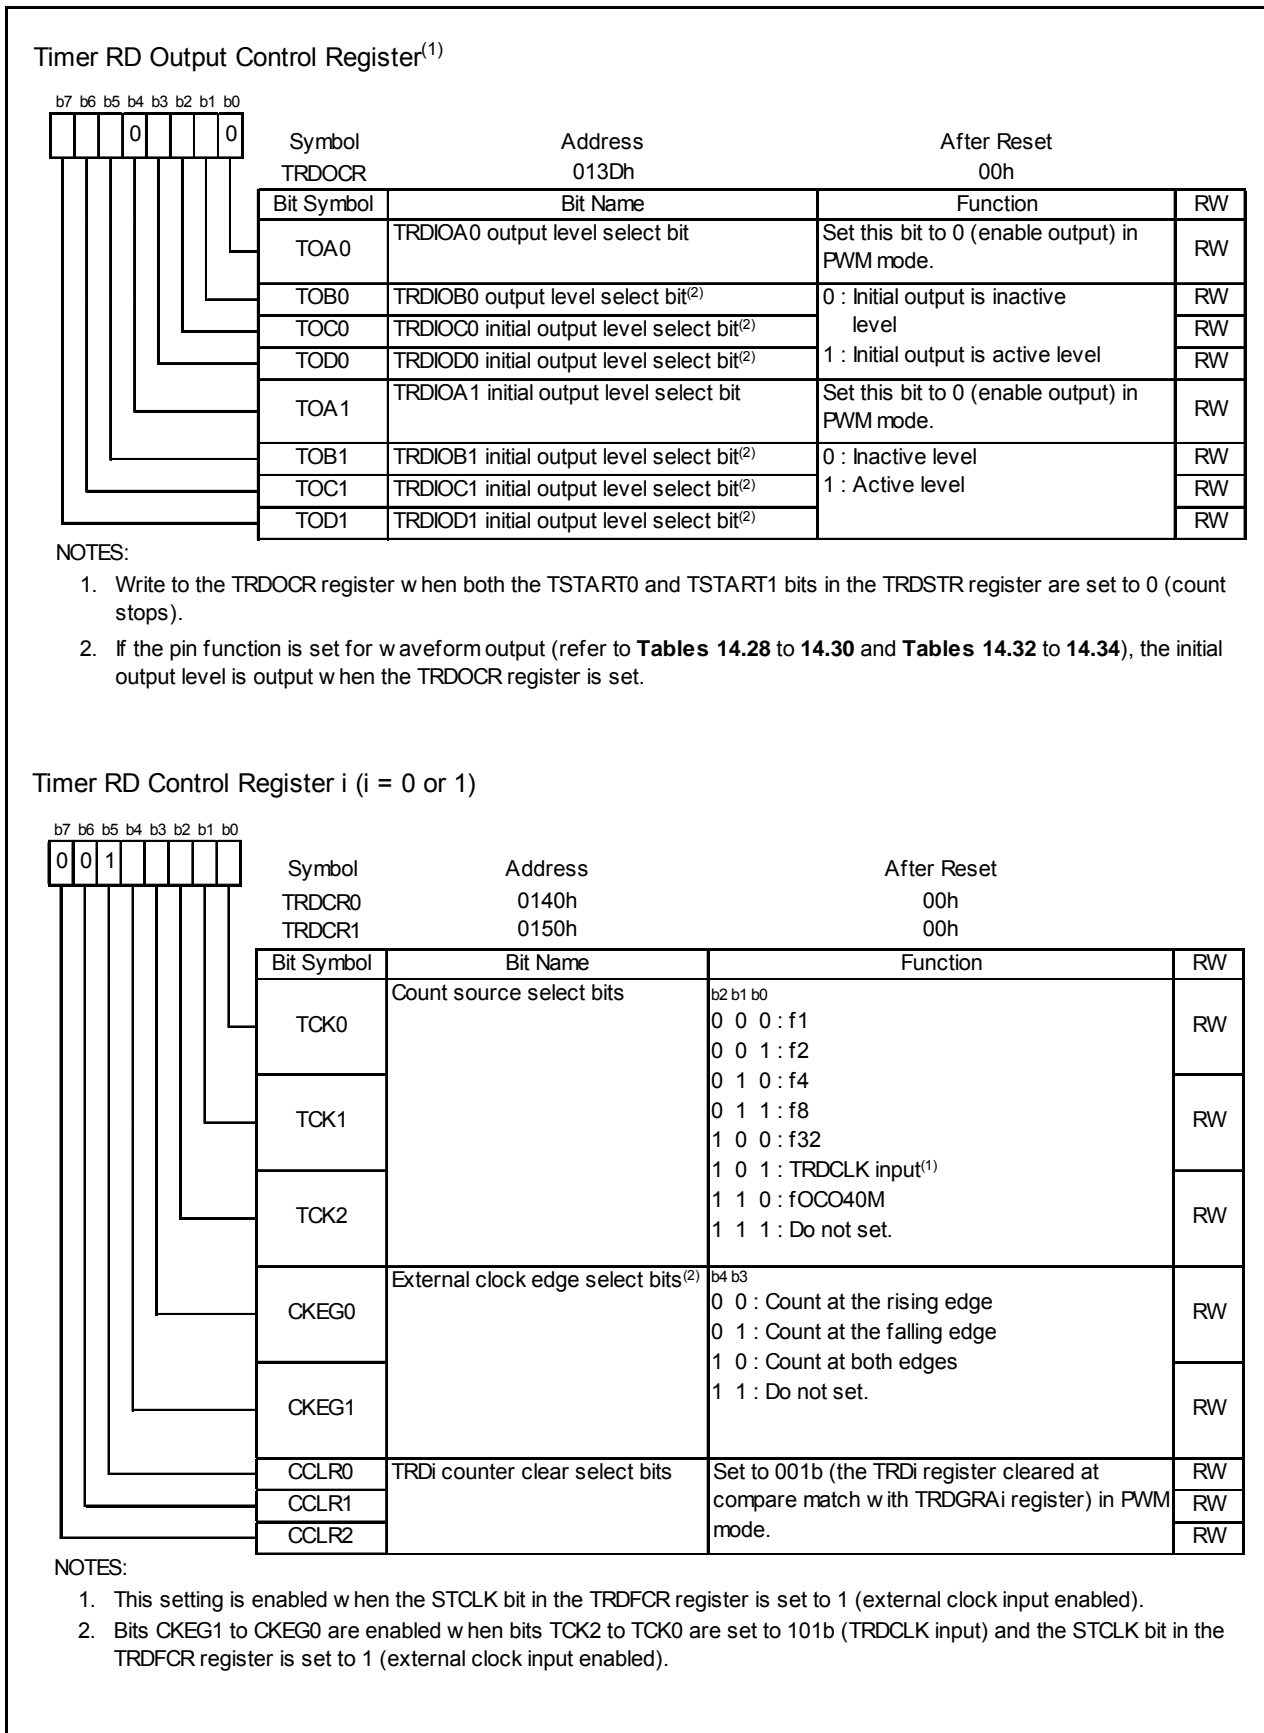 Timer RD Output Control Register(1)
b7 b6 b5 b4 b3 b2 b1 b0
0 0
Symbol Address After Reset
TRDOCR 013Dh 00h
Bit Symbol Bit Name Function RW
TOA0 TRDIOA0 output level select bit Set this bit to 0 (enable output) in PWM mode. RW
TOB0 TRDIOB0 output level select bit(2) 0 : Initial output is inactive RW
level
TOC0 TRDIOC0 initial output level select bit(2) RW
TOD0 TRDIOD0 initial output level select bit(2) 1 : Initial output is active level RW
TOA1 TRDIOA1 initial output level select bit Set this bit to 0 (enable output) in PWM mode. RW
TOB1 TRDIOB1 initial output level select bit(2) 0 : Inactive level RW
TOC1 TRDIOC1 initial output level select bit(2) 1 : Active level RW
TOD1 TRDIOD1 initial output level select bit(2) RW
NOTES:
1. Write to the TRDOCR register when both the TSTART0 and TSTART1 bits in the TRDSTR register are set to 0 (count
stops).
2. If the pin function is set for waveform output (refer to Tables 14.28 to 14.30 and Tables 14.32 to 14.34), the initial
output level is output when the TRDOCR register is set.
Timer RD Control Register i (i = 0 or 1)
b7 b6 b5 b4 b3 b2 b1 b0
0 0 1
Symbol Address After Reset
TRDCR0 0140h 00h
TRDCR1 0150h 00h
Bit Symbol Bit Name Function RW
Count source select bits b2 b1 b0
TCK0 0 0 0 : f1 RW
0 0 1 : f2
0 1 0 : f4
TCK1 0 1 1 : f8 RW
1 0 0 : f32
1 0 1 : TRDCLK input(1)
TCK2 1 1 0 : fOCO40M RW
1 1 1 : Do not set.
External clock edge select bits(2) b4 b3
CKEG0 0 0 : Count at the rising edge RW
0 1 : Count at the falling edge
1 0 : Count at both edges
CKEG1 1 1 : Do not set. RW
CCLR0 TRDi counter clear select bits Set to 001b (the TRDi register cleared at RW
CCLR1 compare match with TRDGRAi register) in PWM RW
CCLR2 mode. RW
NOTES:
1. This setting is enabled when the STCLK bit in the TRDFCR register is set to 1 (external clock input enabled).
2. Bits CKEG1 to CKEG0 are enabled when bits TCK2 to TCK0 are set to 101b (TRDCLK input) and the STCLK bit in the
TRDFCR register is set to 1 (external clock input enabled).